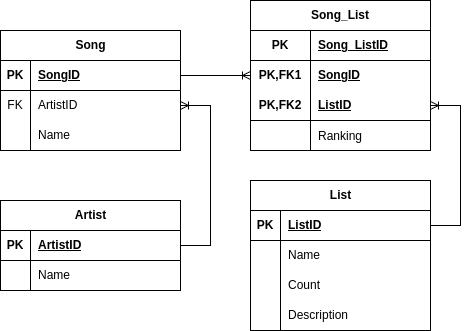 Song
PK SongID
FK ArtistID
Name
Artist
PK ArtistID
Name
Song_List
PK Song_ListID
PK,FK1 SongID
PK,FK2 ListID
Ranking
List
PK ListID
Name
Count
Description